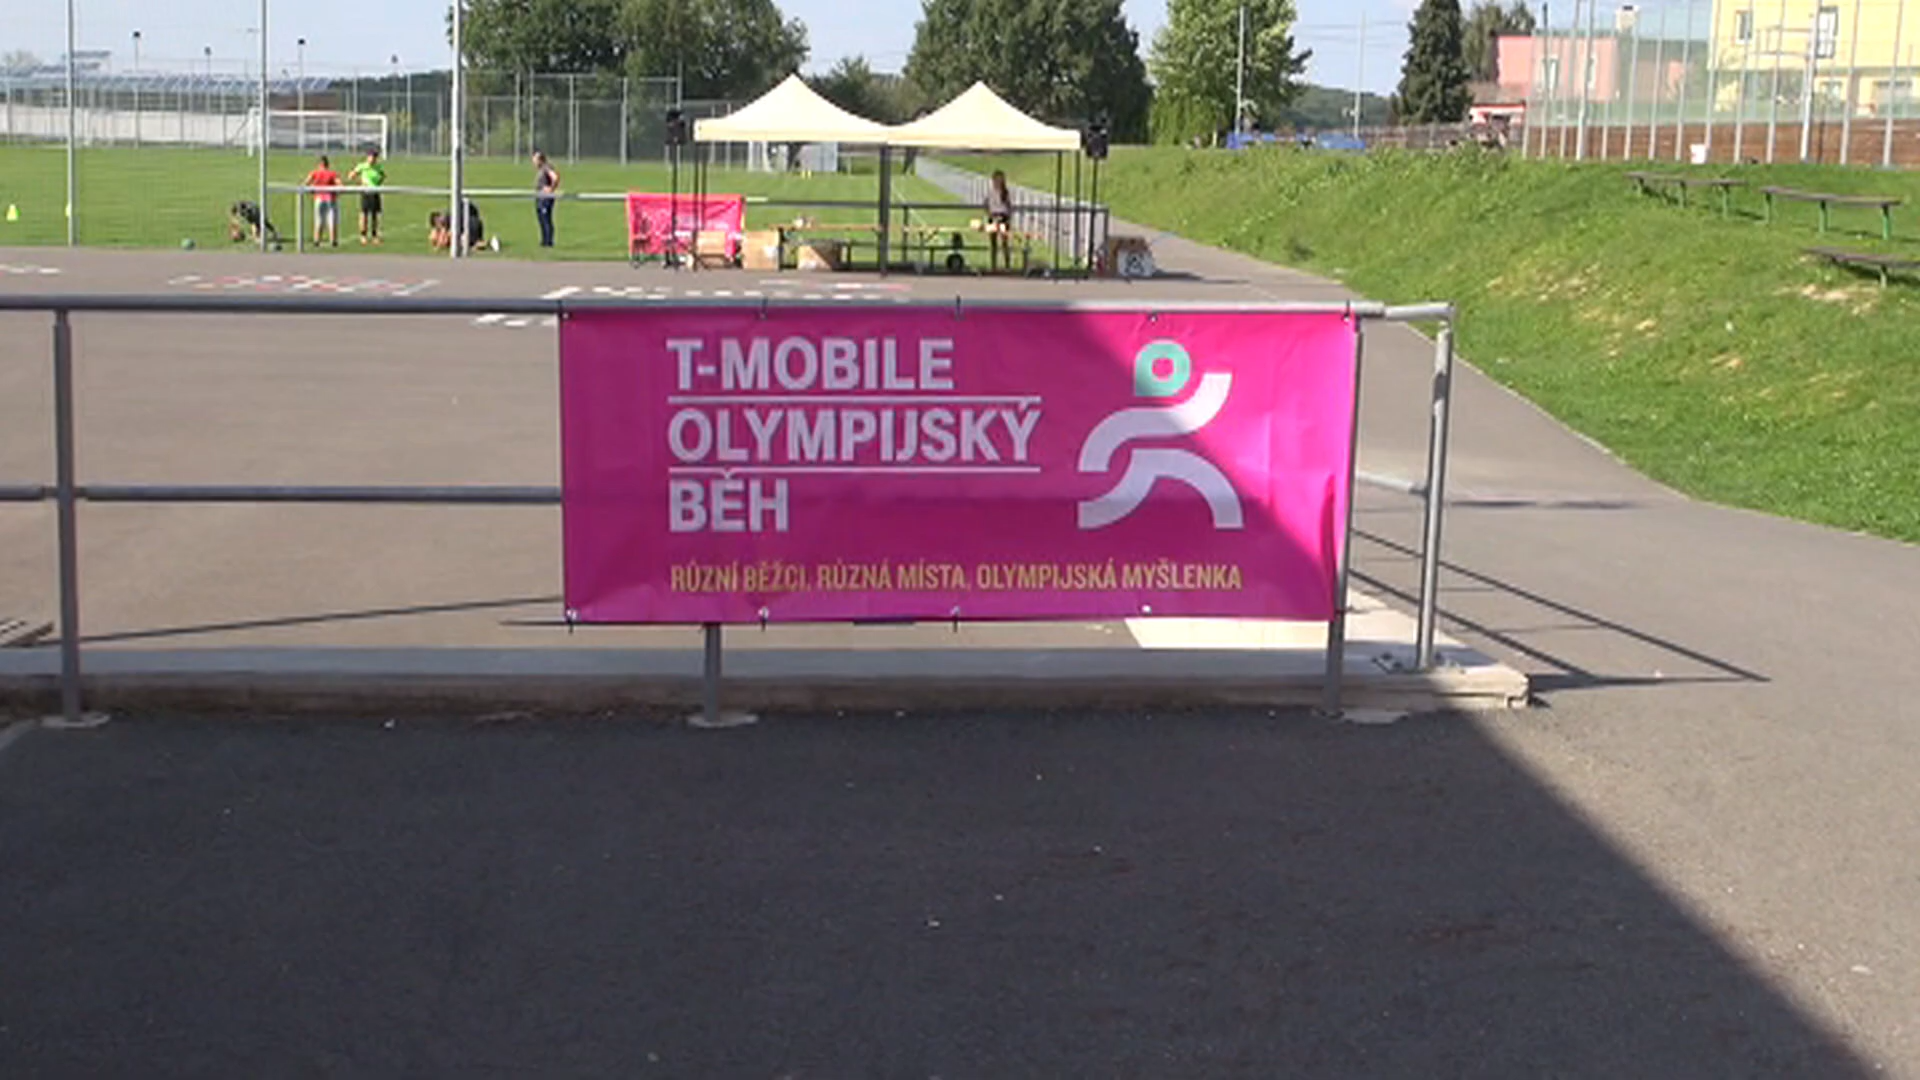 T-MOBILE
OLYMPIJSKÝ
BĚH
RŮZNÍ BĚŽCI, RŮZNÁ MÍSTA, OLYMPIJSKÁ MYŠLENKA